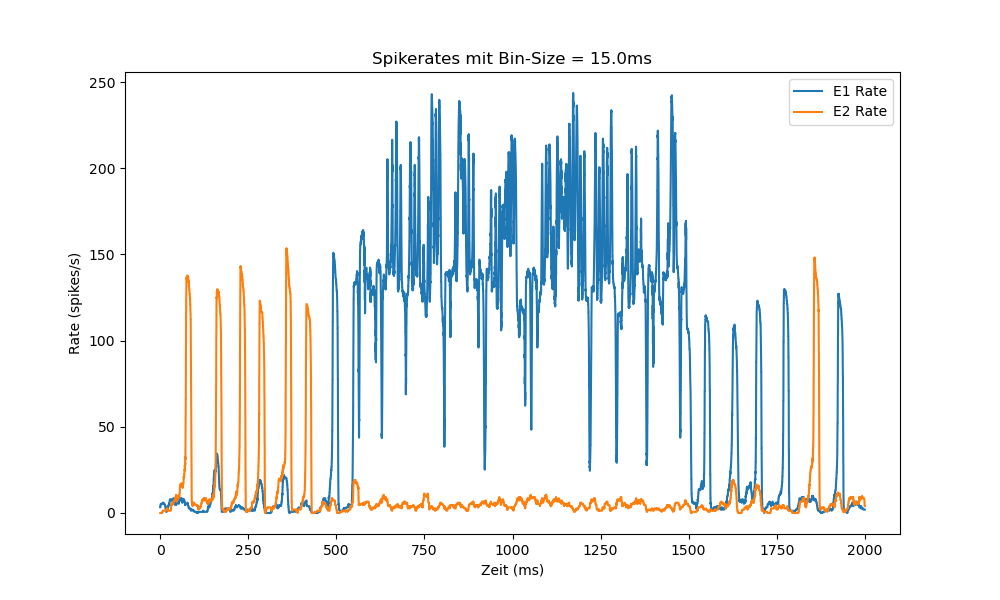 Spikerates mit Bin-Size = 15.0ms
E1 Rate
E2 Rate
Rate (spikes/s)
250
200
150
100
50
0
0 250 500 750 1000 1250 1500 1750 2000
Zeit (ms)